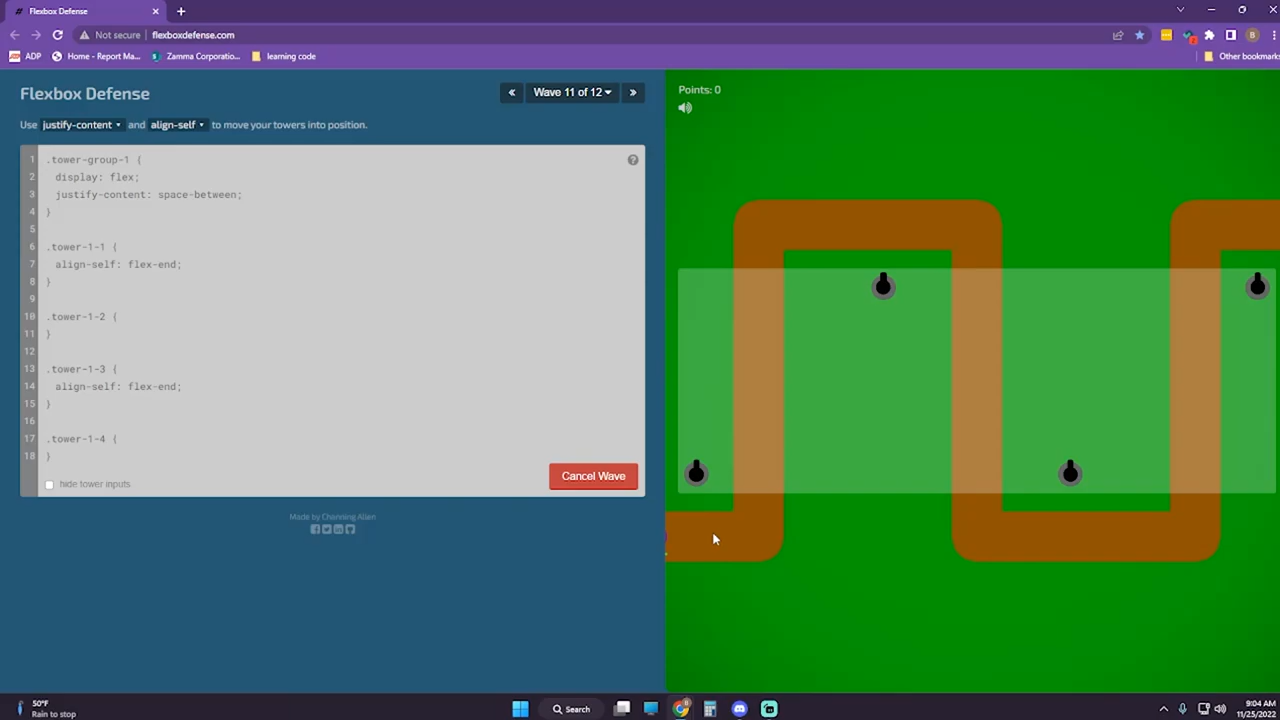 Flexbox Defense
Not secure
flexboxdefense.com
B
ADP
Home - Report Ma...
Zamma Corporatio...
learning code
Other bookmarks
Flexbox Defense
«
Wave 11 of 12
»
Use justify-content and align-self to move your towers into position.
1 .tower-group-1 {
2 display: flex;
3 justify-content: space-between;
4 }
5
6 .tower-1-1 {
7 align-self: flex-end;
8 }
9
10 .tower-1-2 {
11 }
12
13 .tower-1-3 {
14 align-self: flex-end;
15 }
16
17 .tower-1-4 {
18 }
?
hide tower inputs
Cancel Wave
Made by Channing Allen
Points: 0
50°F
Rain to stop
Search
9:04 AM
11/25/2022